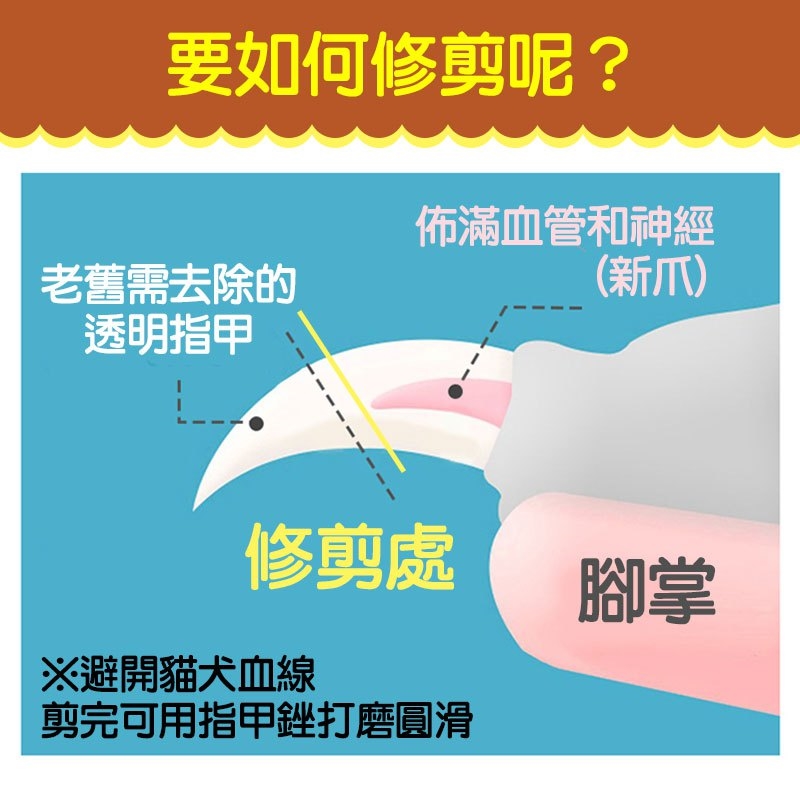 要如何修剪呢？
佈滿血管和神經
(新爪)
老舊需去除的
透明指甲
修剪處
腳掌
※避開貓犬血線
剪完可用指甲銼打磨圓滑